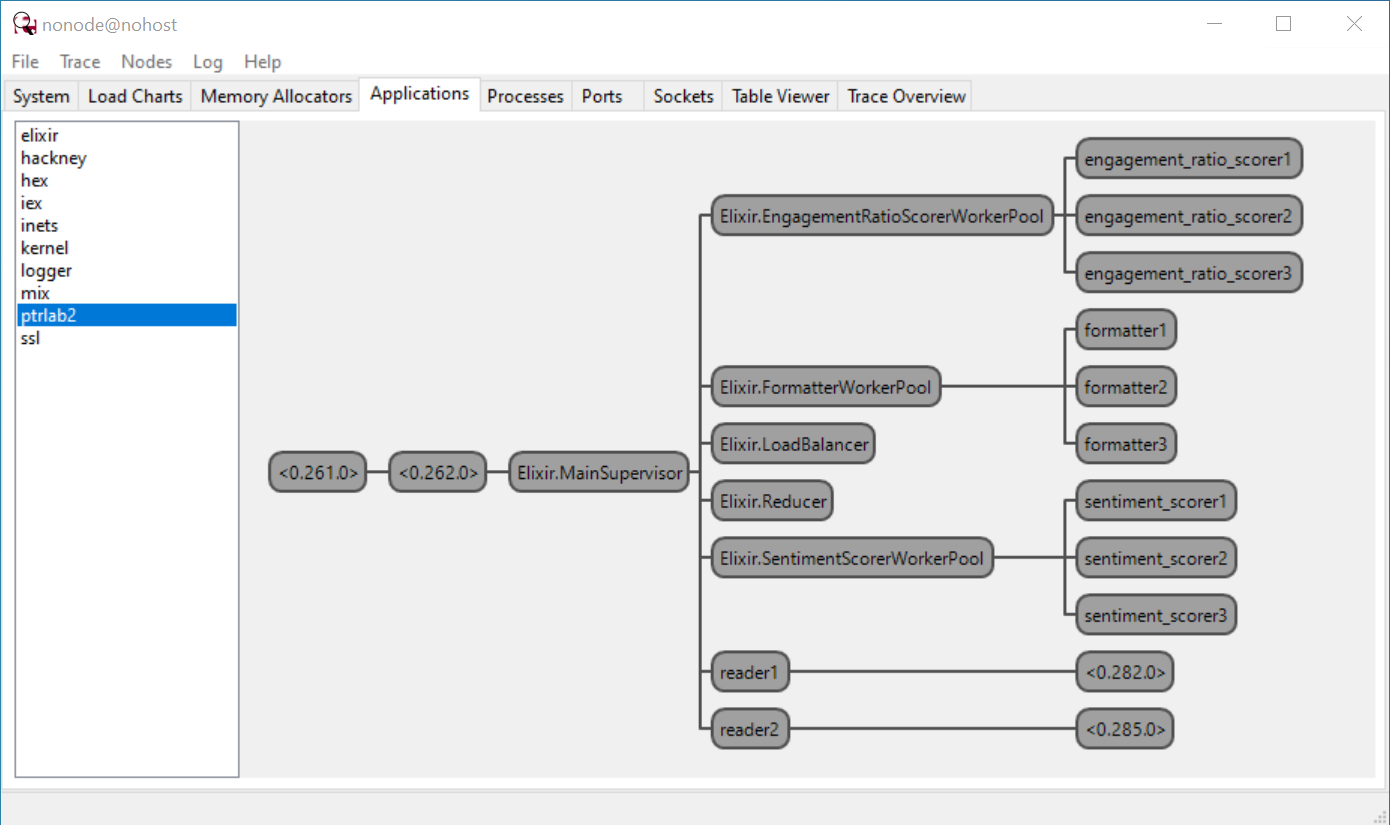 nonode@nohost
File Trace Nodes Log Help
System Load Charts Memory Allocators Applications Processes Ports Sockets Table Viewer Trace Overview
elixir
hackney
hex
iex
inets
kernel
logger
mix
ptrlab2
ssl
<0.261.0>
<0.262.0>
Elixir.MainSupervisor
Elixir.EngagementRatioScorerWorkerPool
engagement_ratio_scorer1
engagement_ratio_scorer2
engagement_ratio_scorer3
Elixir.FormatterWorkerPool
formatter1
formatter2
formatter3
Elixir.LoadBalancer
Elixir.Reducer
Elixir.SentimentScorerWorkerPool
sentiment_scorer1
sentiment_scorer2
sentiment_scorer3
reader1
<0.282.0>
reader2
<0.285.0>